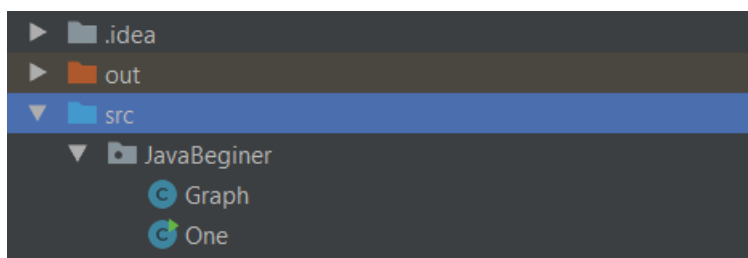 .idea
out
src
JavaBeginer
Graph
One